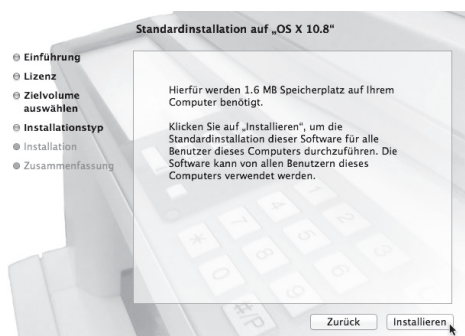 Standardinstallation auf „OS X 10.8“
Einführung
Lizenz
Zielvolume
auswählen
Installationstyp
Installation
Zusammenfassung
Hierfür werden 1.6 MB Speicherplatz auf Ihrem
Computer benötigt.
Klicken Sie auf „Installieren“, um die
Standardinstallation dieser Software für alle
Benutzer dieses Computers durchzuführen. Die
Software kann von allen Benutzern dieses
Computers verwendet werden.
Zurück
Installieren